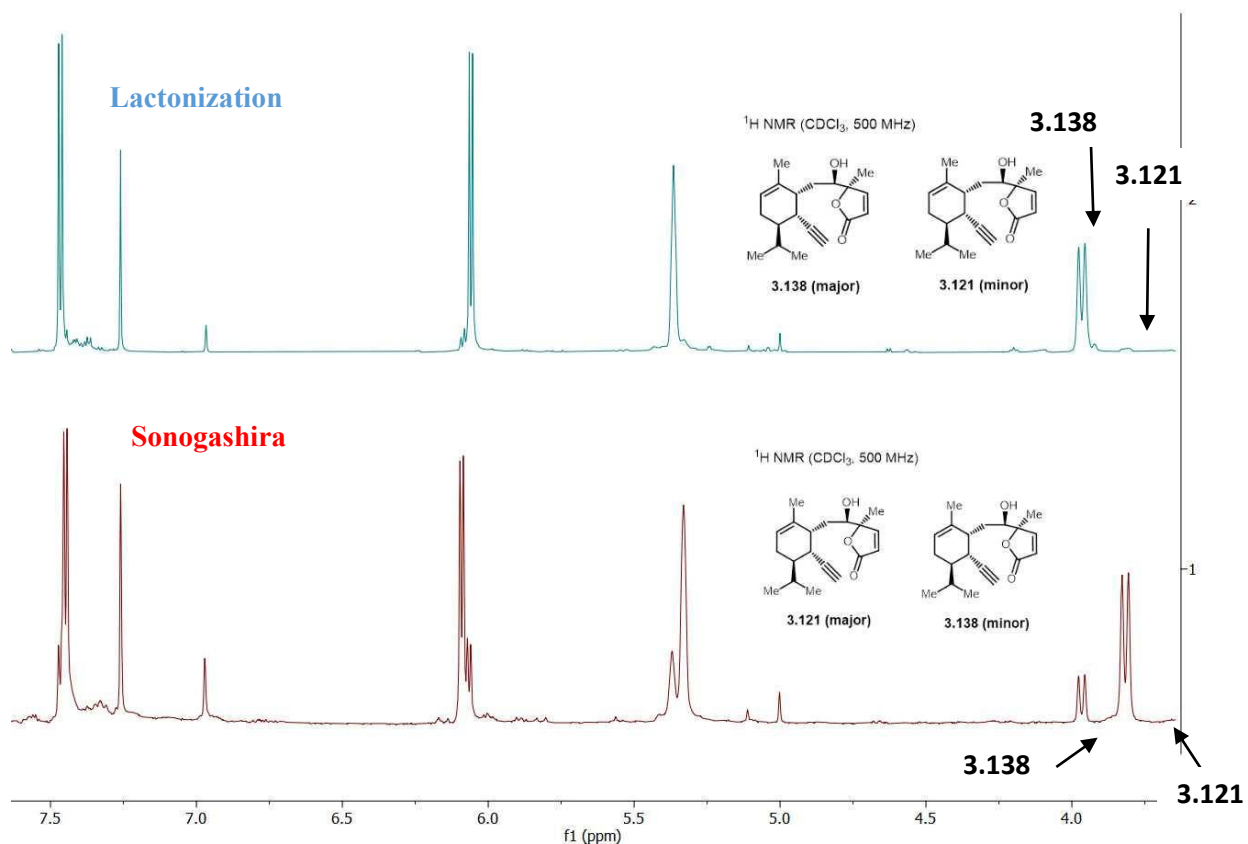 Lactonization
¹H NMR (CDCl₃, 500 MHz)
3.138
3.121
Me
OH
Me
O
O
Me
Me
3.138 (major)
Me
OH
Me
O
O
Me
Me
3.121 (minor)
2
Sonogashira
¹H NMR (CDCl₃, 500 MHz)
Me
OH
Me
O
O
Me
Me
3.121 (major)
Me
OH
Me
O
O
Me
Me
3.138 (minor)
1
3.138
3.121
7.5 7.0 6.5 6.0 5.5 5.0 4.5 4.0
f1 (ppm)